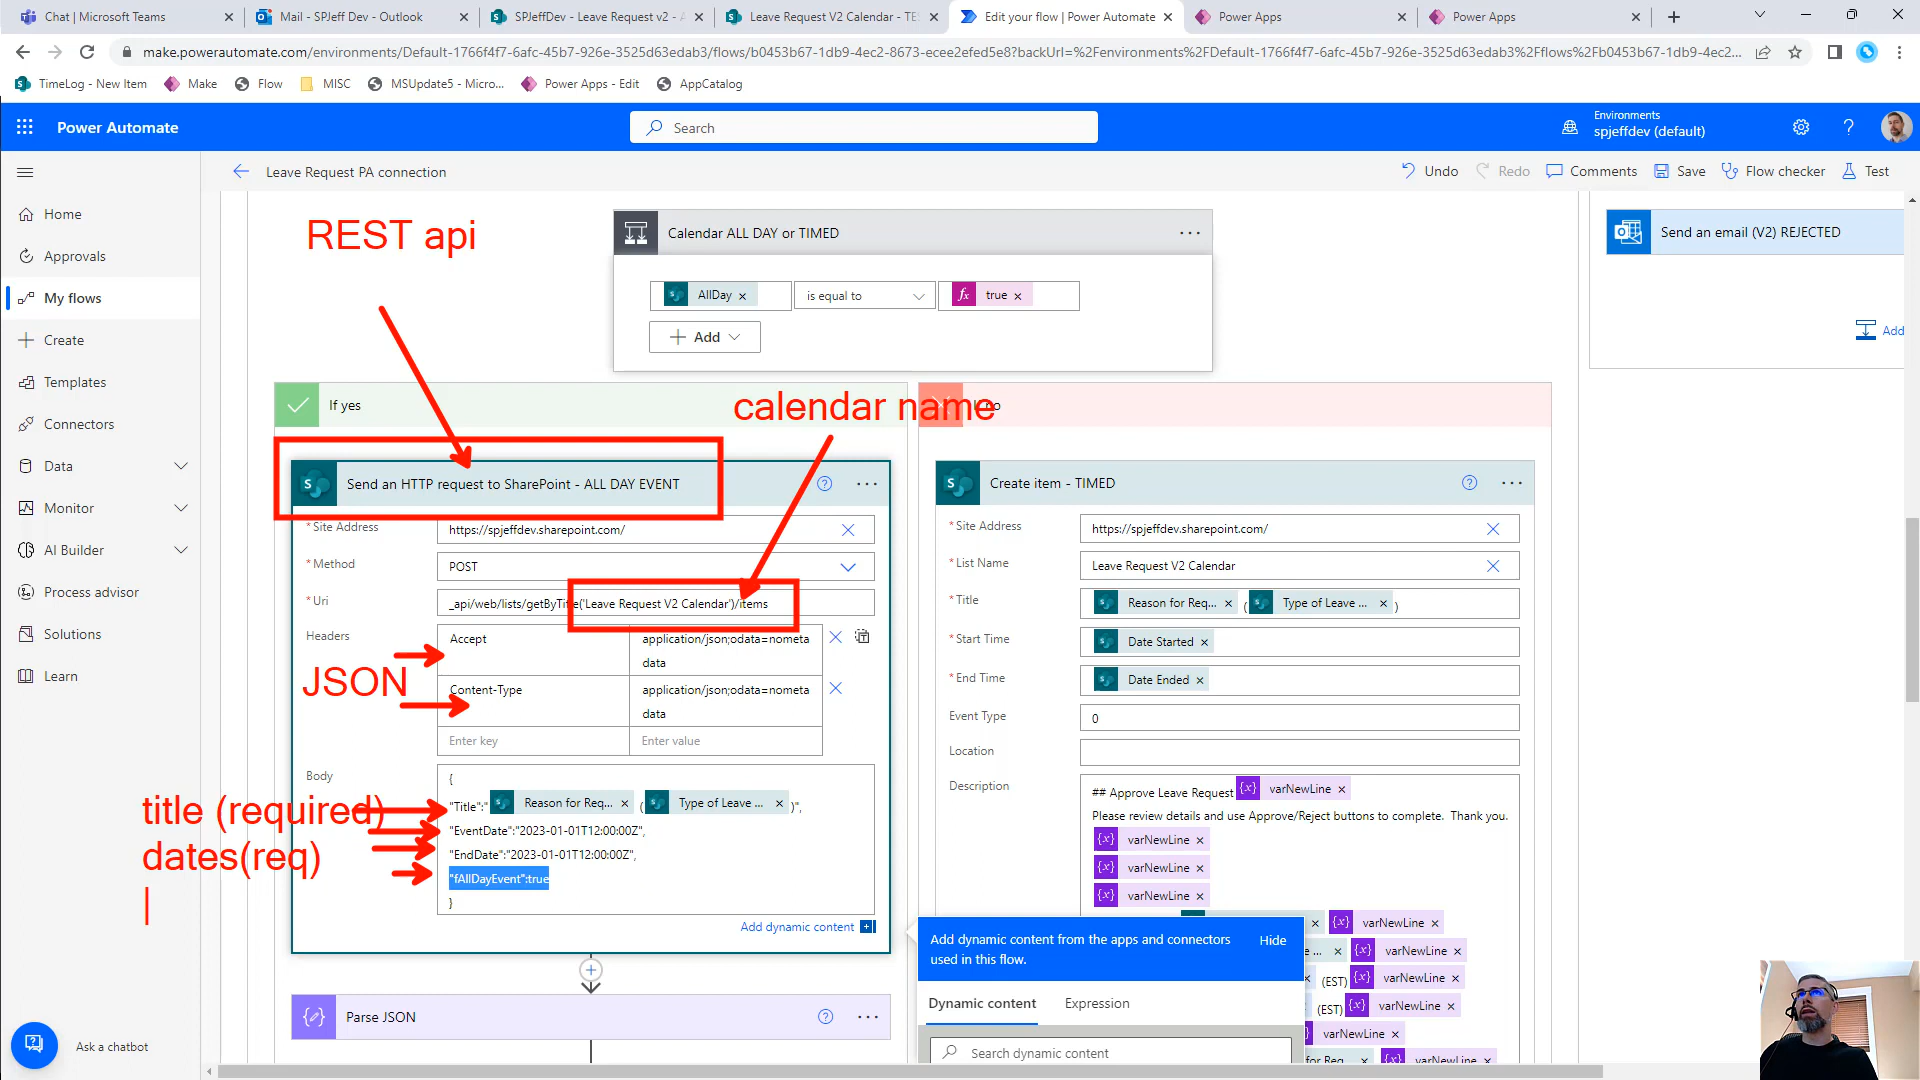 Chat | Microsoft Teams
Mail - SPJeff Dev - Outlook
SPJeffDev - Leave Request v2 - A
Leave Request V2 Calendar - TES
Edit your flow | Power Automate
Power Apps
Power Apps
make.powerautomate.com/environments/Default-1766f4f7-6afc-45b7-926e-3525d63edab3/flows/b0453b67-1db9-4ec2-8673-ecee2efed5e8?backUrl=%2Fenvironments%2FDefault-1766f4f7-6afc-45b7-926e-3525d63edab3%2Fflows%2Fb0453b67-1db9-4ec2...
TimeLog - New Item
Make
Flow
MISC
MSUpdate5 - Micro...
Power Apps - Edit
AppCatalog
Power Automate
Search
Environments
spjeffdev (default)
Leave Request PA connection
Undo
Redo
Comments
Save
Flow checker
Test
Home
Approvals
My flows
Create
Templates
Connectors
Data
Monitor
AI Builder
Process advisor
Solutions
Learn
Ask a chatbot
REST api
Calendar ALL DAY or TIMED
AllDay
is equal to
true
Add
Send an email (V2) REJECTED
Add
If yes
calendar name
no
Send an HTTP request to SharePoint - ALL DAY EVENT
*Site Address
https://spjeffdev.sharepoint.com/
*Method
POST
*Uri
_api/web/lists/getByTitle('Leave Request V2 Calendar')/items
Headers
Accept
application/json;odata=nometa
data
JSON
Content-Type
application/json;odata=nometa
data
Enter key
Enter value
Body
{
"Title":"
Reason for Req...
(
Type of Leave ...
)",
"EventDate":"2023-01-01T12:00:00Z",
"EndDate":"2023-01-01T12:00:00Z",
"fAllDayEvent":true
}
title (required)
dates(req)
Add dynamic content
Parse JSON
Create item - TIMED
*Site Address
https://spjeffdev.sharepoint.com/
*List Name
Leave Request V2 Calendar
*Title
Reason for Req...
(
Type of Leave ...
)
*Start Time
Date Started
*End Time
Date Ended
Event Type
0
Location
Description
## Approve Leave Request
varNewLine
Please review details and use Approve/Reject buttons to complete. Thank you.
varNewLine
varNewLine
varNewLine
varNewLine
e ...
varNewLine
(EST)
varNewLine
(EST)
varNewLine
varNewLine
for Req...
varNewLine
Add dynamic content from the apps and connectors
used in this flow.
Hide
Dynamic content
Expression
Search dynamic content